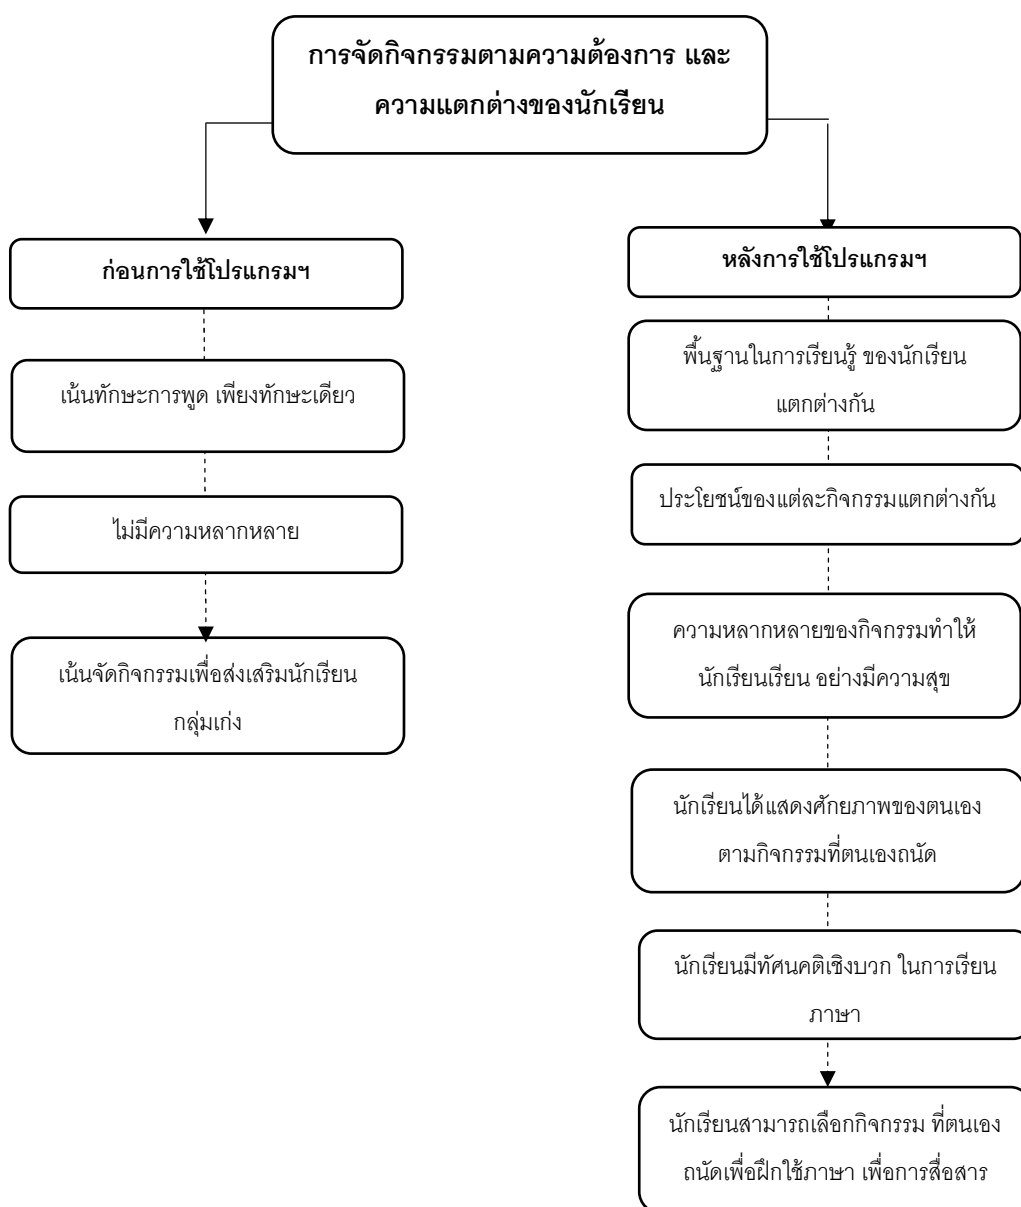 การจัดกิจกรรมตามความต้องการ และ
ความแตกต่างของนักเรียน
ก่อนการใช้โปรแกรมฯ
เน้นทักษะการพูด เพียงทักษะเดียว
ไม่มีความหลากหลาย
เน้นจัดกิจกรรมเพื่อส่งเสริมนักเรียน
กลุ่มเก่ง
หลังการใช้โปรแกรมฯ
พื้นฐานในการเรียนรู้ ของนักเรียน
แตกต่างกัน
ประโยชน์ของแต่ละกิจกรรมแตกต่างกัน
ความหลากหลายของกิจกรรมทำให้
นักเรียนเรียน อย่างมีความสุข
นักเรียนได้แสดงศักยภาพของตนเอง
ตามกิจกรรมที่ตนเองถนัด
นักเรียนมีทัศนคติเชิงบวก ในการเรียน
ภาษา
นักเรียนสามารถเลือกกิจกรรม ที่ตนเอง
ถนัดเพื่อฝึกใช้ภาษา เพื่อการสื่อสาร